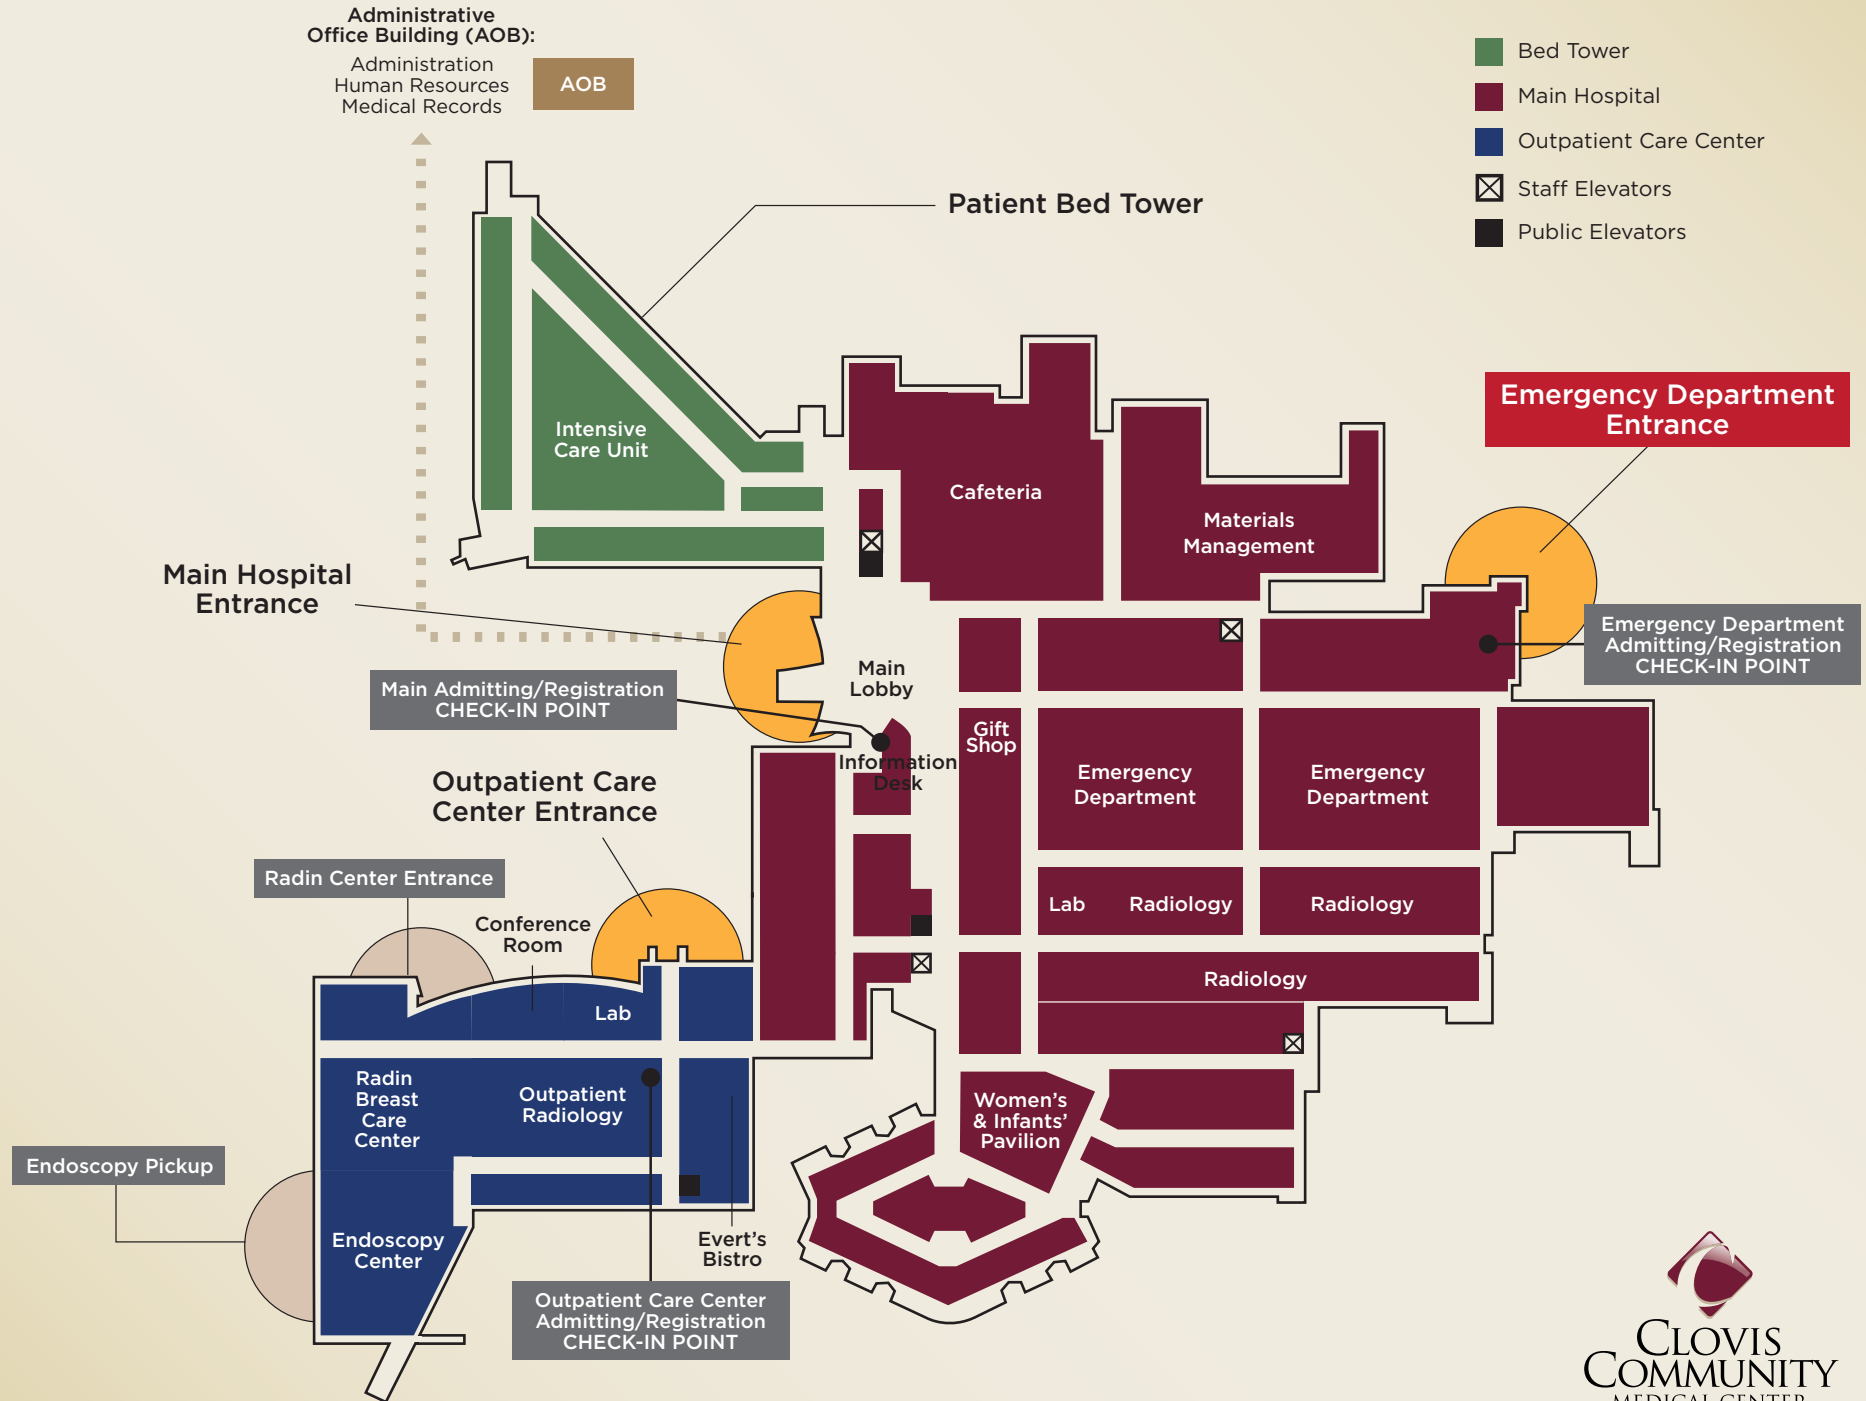 Administrative
Office Building (AOB):
Administration
Human Resources
Medical Records
AOB
Bed Tower
Main Hospital
Outpatient Care Center
Staff Elevators
Public Elevators
Patient Bed Tower
Emergency Department
Entrance
Intensive
Care Unit
Cafeteria
Materials
Management
Main Hospital
Entrance
Emergency Department
Admitting/Registration
CHECK-IN POINT
Main
Lobby
Main Admitting/Registration
CHECK-IN POINT
Gift
Shop
Information
Desk
Emergency
Department
Emergency
Department
Outpatient Care
Center Entrance
Radin Center Entrance
Conference
Room
Lab
Radiology
Radiology
Radiology
Lab
Radin
Breast
Care
Center
Outpatient
Radiology
Women's
& Infants'
Pavilion
Endoscopy Pickup
Endoscopy
Center
Evert's
Bistro
Outpatient Care Center
Admitting/Registration
CHECK-IN POINT
CLOVIS
COMMUNITY
MEDICAL CENTER